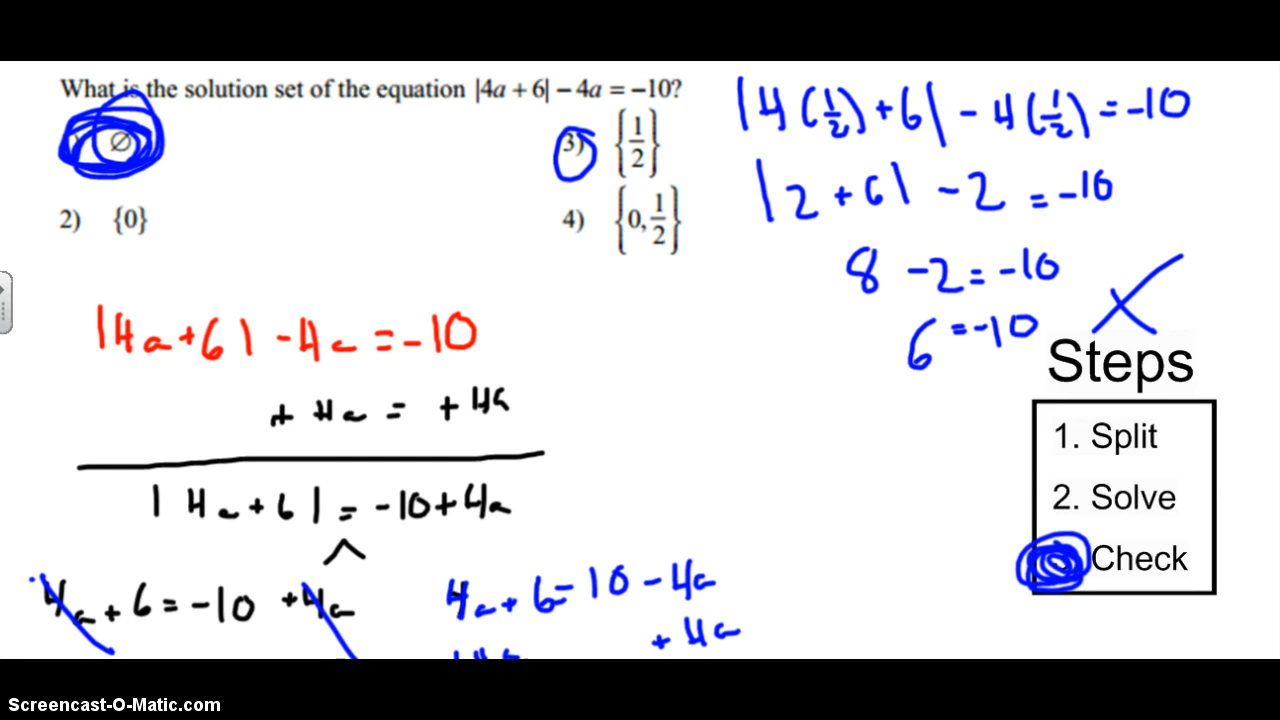 What is the solution set of the equation |4a + 6| – 4a = –10?
∅
3) {1/2}
2) {0}
4) {0, 1/2}
|4(1/2) + 6| - 4(1/2) = -10
|2 + 6| - 2 = -10
8 - 2 = -10
6 = -10
|4a + 6| - 4a = -10
+ 4a = + 4a
|4a + 6| = -10 + 4a
4a + 6 = -10 + 4a
4a + 6 = 10 - 4a
+ 4a
Steps
1. Split
2. Solve
Check
Screencast-O-Matic.com